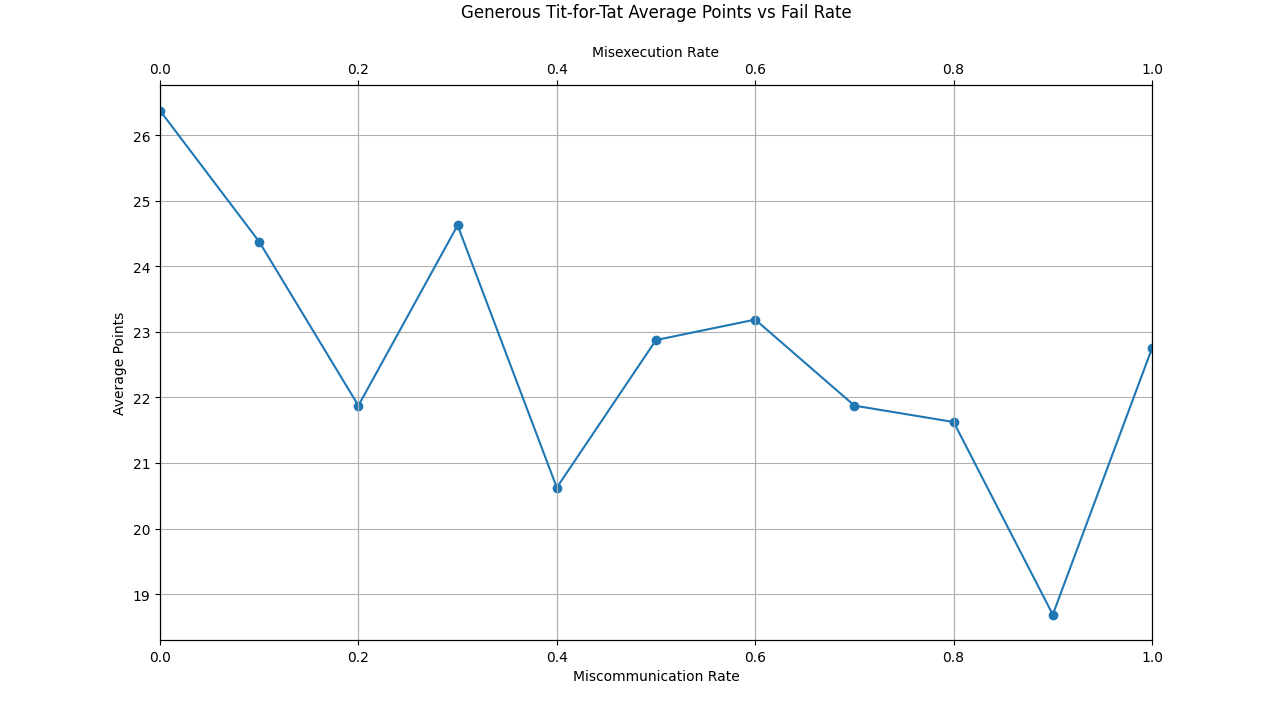 Generous Tit-for-Tat Average Points vs Fail Rate
Misexecution Rate
0.0 0.2 0.4 0.6 0.8 1.0
26
25
24
23
22
21
20
19
Average Points
0.0 0.2 0.4 0.6 0.8 1.0
Miscommunication Rate